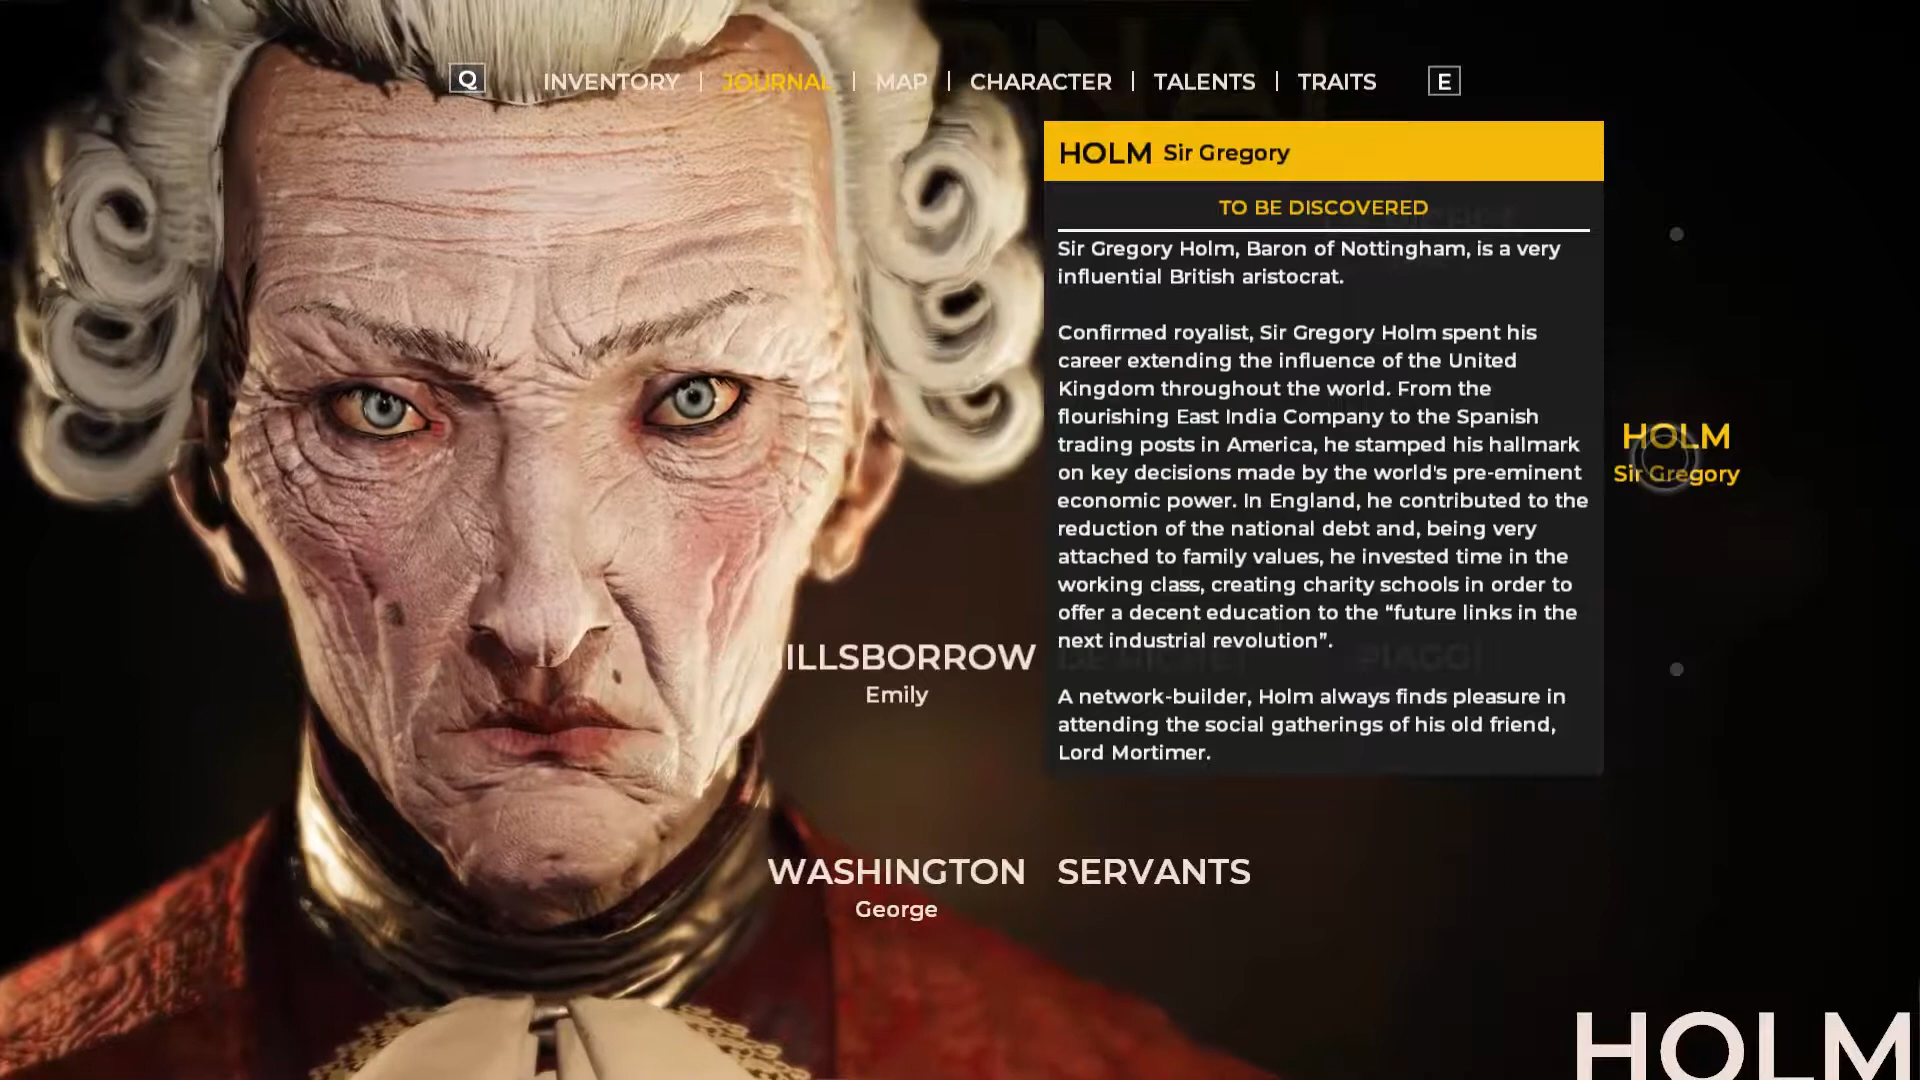 Q INVENTORY | JOURNAL | MAP | CHARACTER | TALENTS | TRAITS E
HOLM Sir Gregory
TO BE DISCOVERED
Sir Gregory Holm, Baron of Nottingham, is a very
influential British aristocrat.
Confirmed royalist, Sir Gregory Holm spent his
career extending the influence of the United
Kingdom throughout the world. From the
flourishing East India Company to the Spanish
trading posts in America, he stamped his hallmark
on key decisions made by the world's pre-eminent
economic power. In England, he contributed to the
reduction of the national debt and, being very
attached to family values, he invested time in the
working class, creating charity schools in order to
offer a decent education to the “future links in the
next industrial revolution”.
A network-builder, Holm always finds pleasure in
attending the social gatherings of his old friend,
Lord Mortimer.
HOLM
Sir Gregory
ILLSBORROW
Emily
PIAGGI
WASHINGTON
George
SERVANTS
HOLM